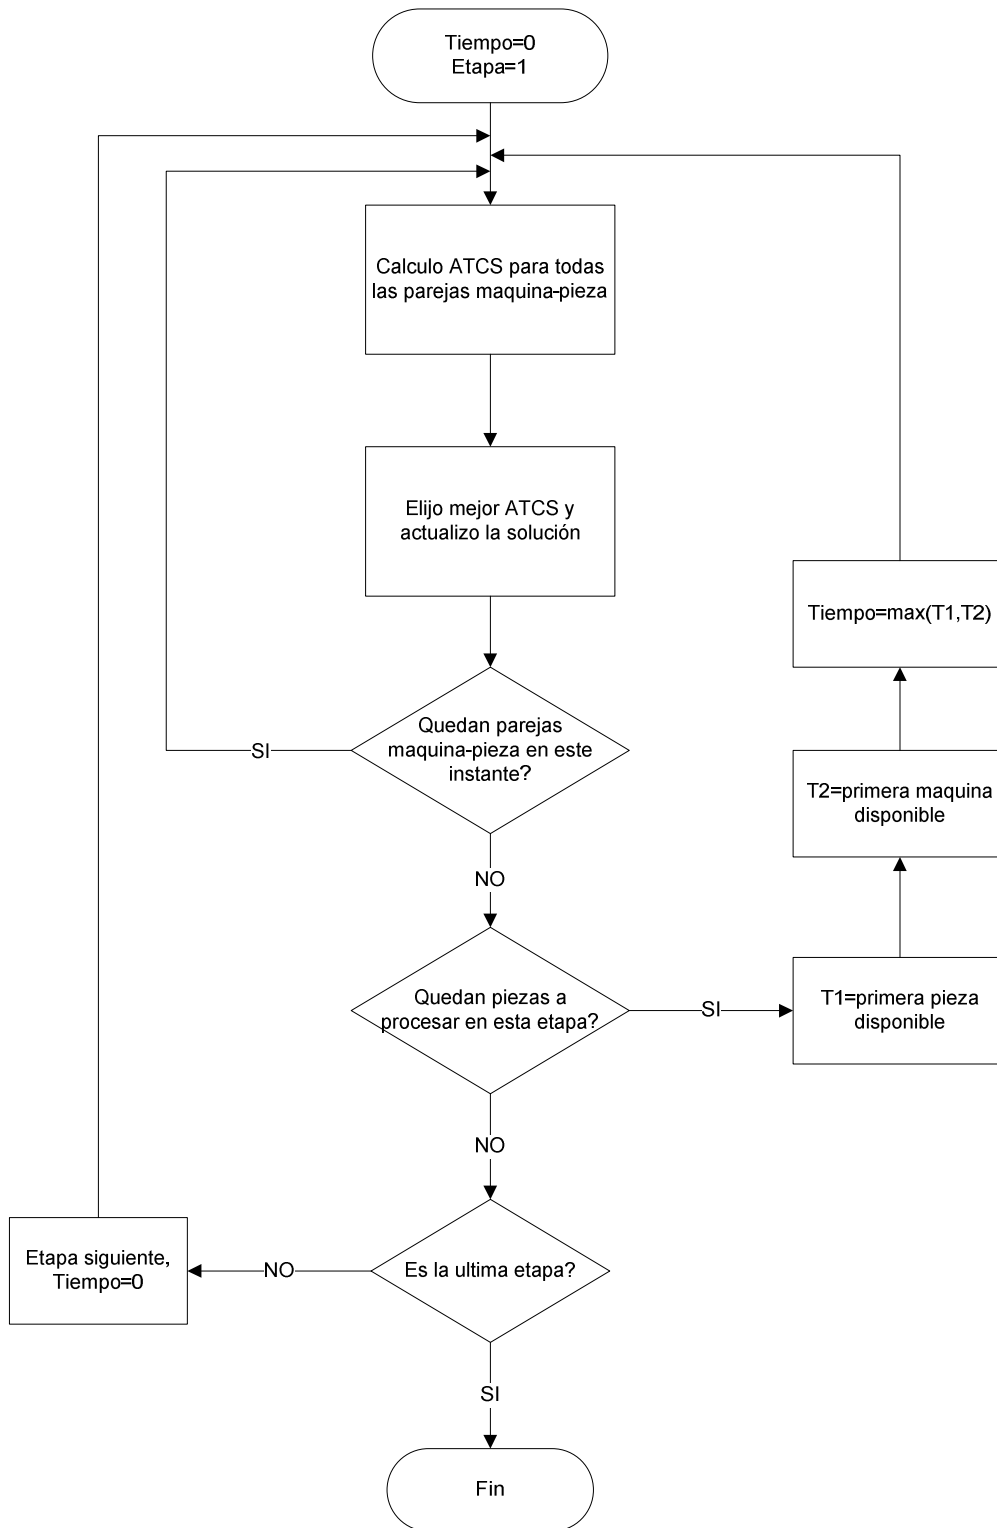 Tiempo=0
Etapa=1
Calculo ATCS para todas
las parejas maquina-pieza
Elijo mejor ATCS y
actualizo la solución
Tiempo=max(T1,T2)
Quedan parejas
maquina-pieza en este
instante?
SI
T2=primera maquina
disponible
NO
Quedan piezas a
procesar en esta etapa?
SI
T1=primera pieza
disponible
NO
Es la ultima etapa?
NO
Etapa siguiente,
Tiempo=0
SI
Fin